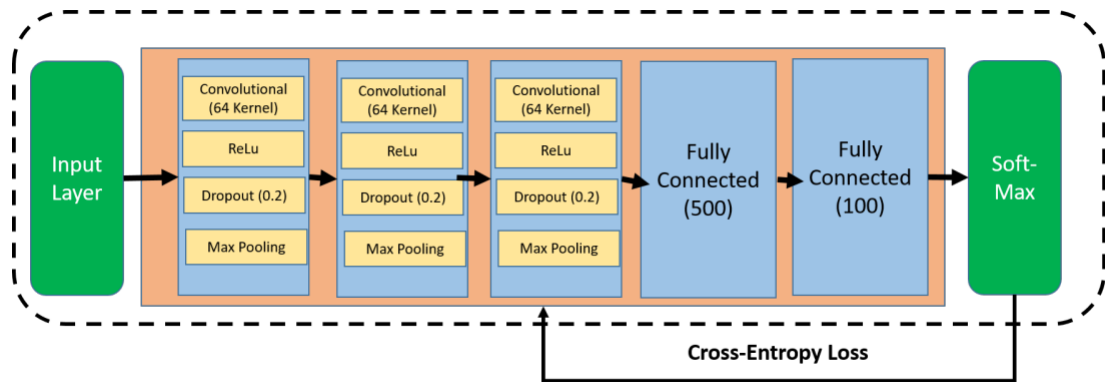 Input
Layer
Convolutional
(64 Kernel)
ReLu
Dropout (0.2)
Max Pooling
Convolutional
(64 Kernel)
ReLu
Dropout (0.2)
Max Pooling
Convolutional
(64 Kernel)
ReLu
Dropout (0.2)
Max Pooling
Fully
Connected
(500)
Fully
Connected
(100)
Soft-
Max
Cross-Entropy Loss